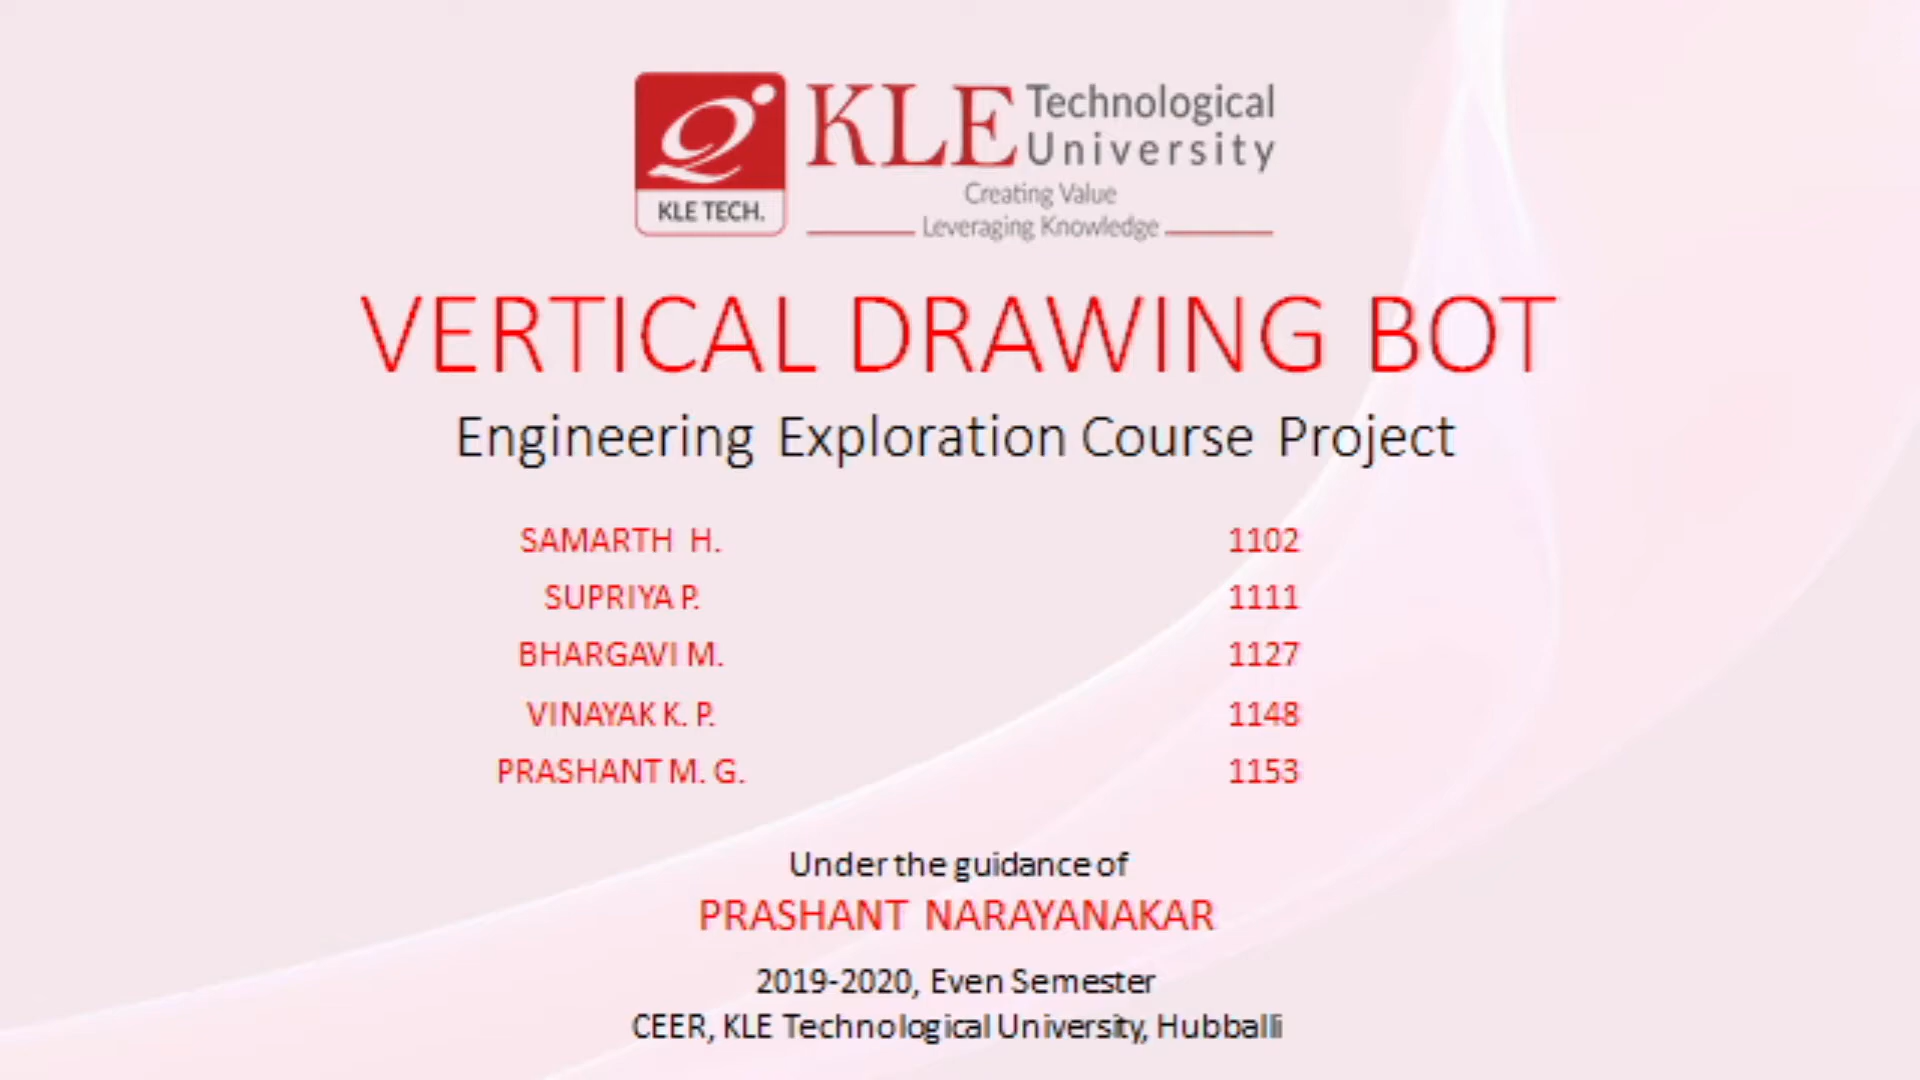 KLE TECH.
KLE Technological University
Creating Value
Leveraging Knowledge
VERTICAL DRAWING BOT
Engineering Exploration Course Project
SAMARTH H. 1102
SUPRIYA P. 1111
BHARGAVI M. 1127
VINAYAK K. P. 1148
PRASHANT M. G. 1153
Under the guidance of
PRASHANT NARAYANAKAR
2019-2020, Even Semester
CEER, KLE Technological University, Hubballi